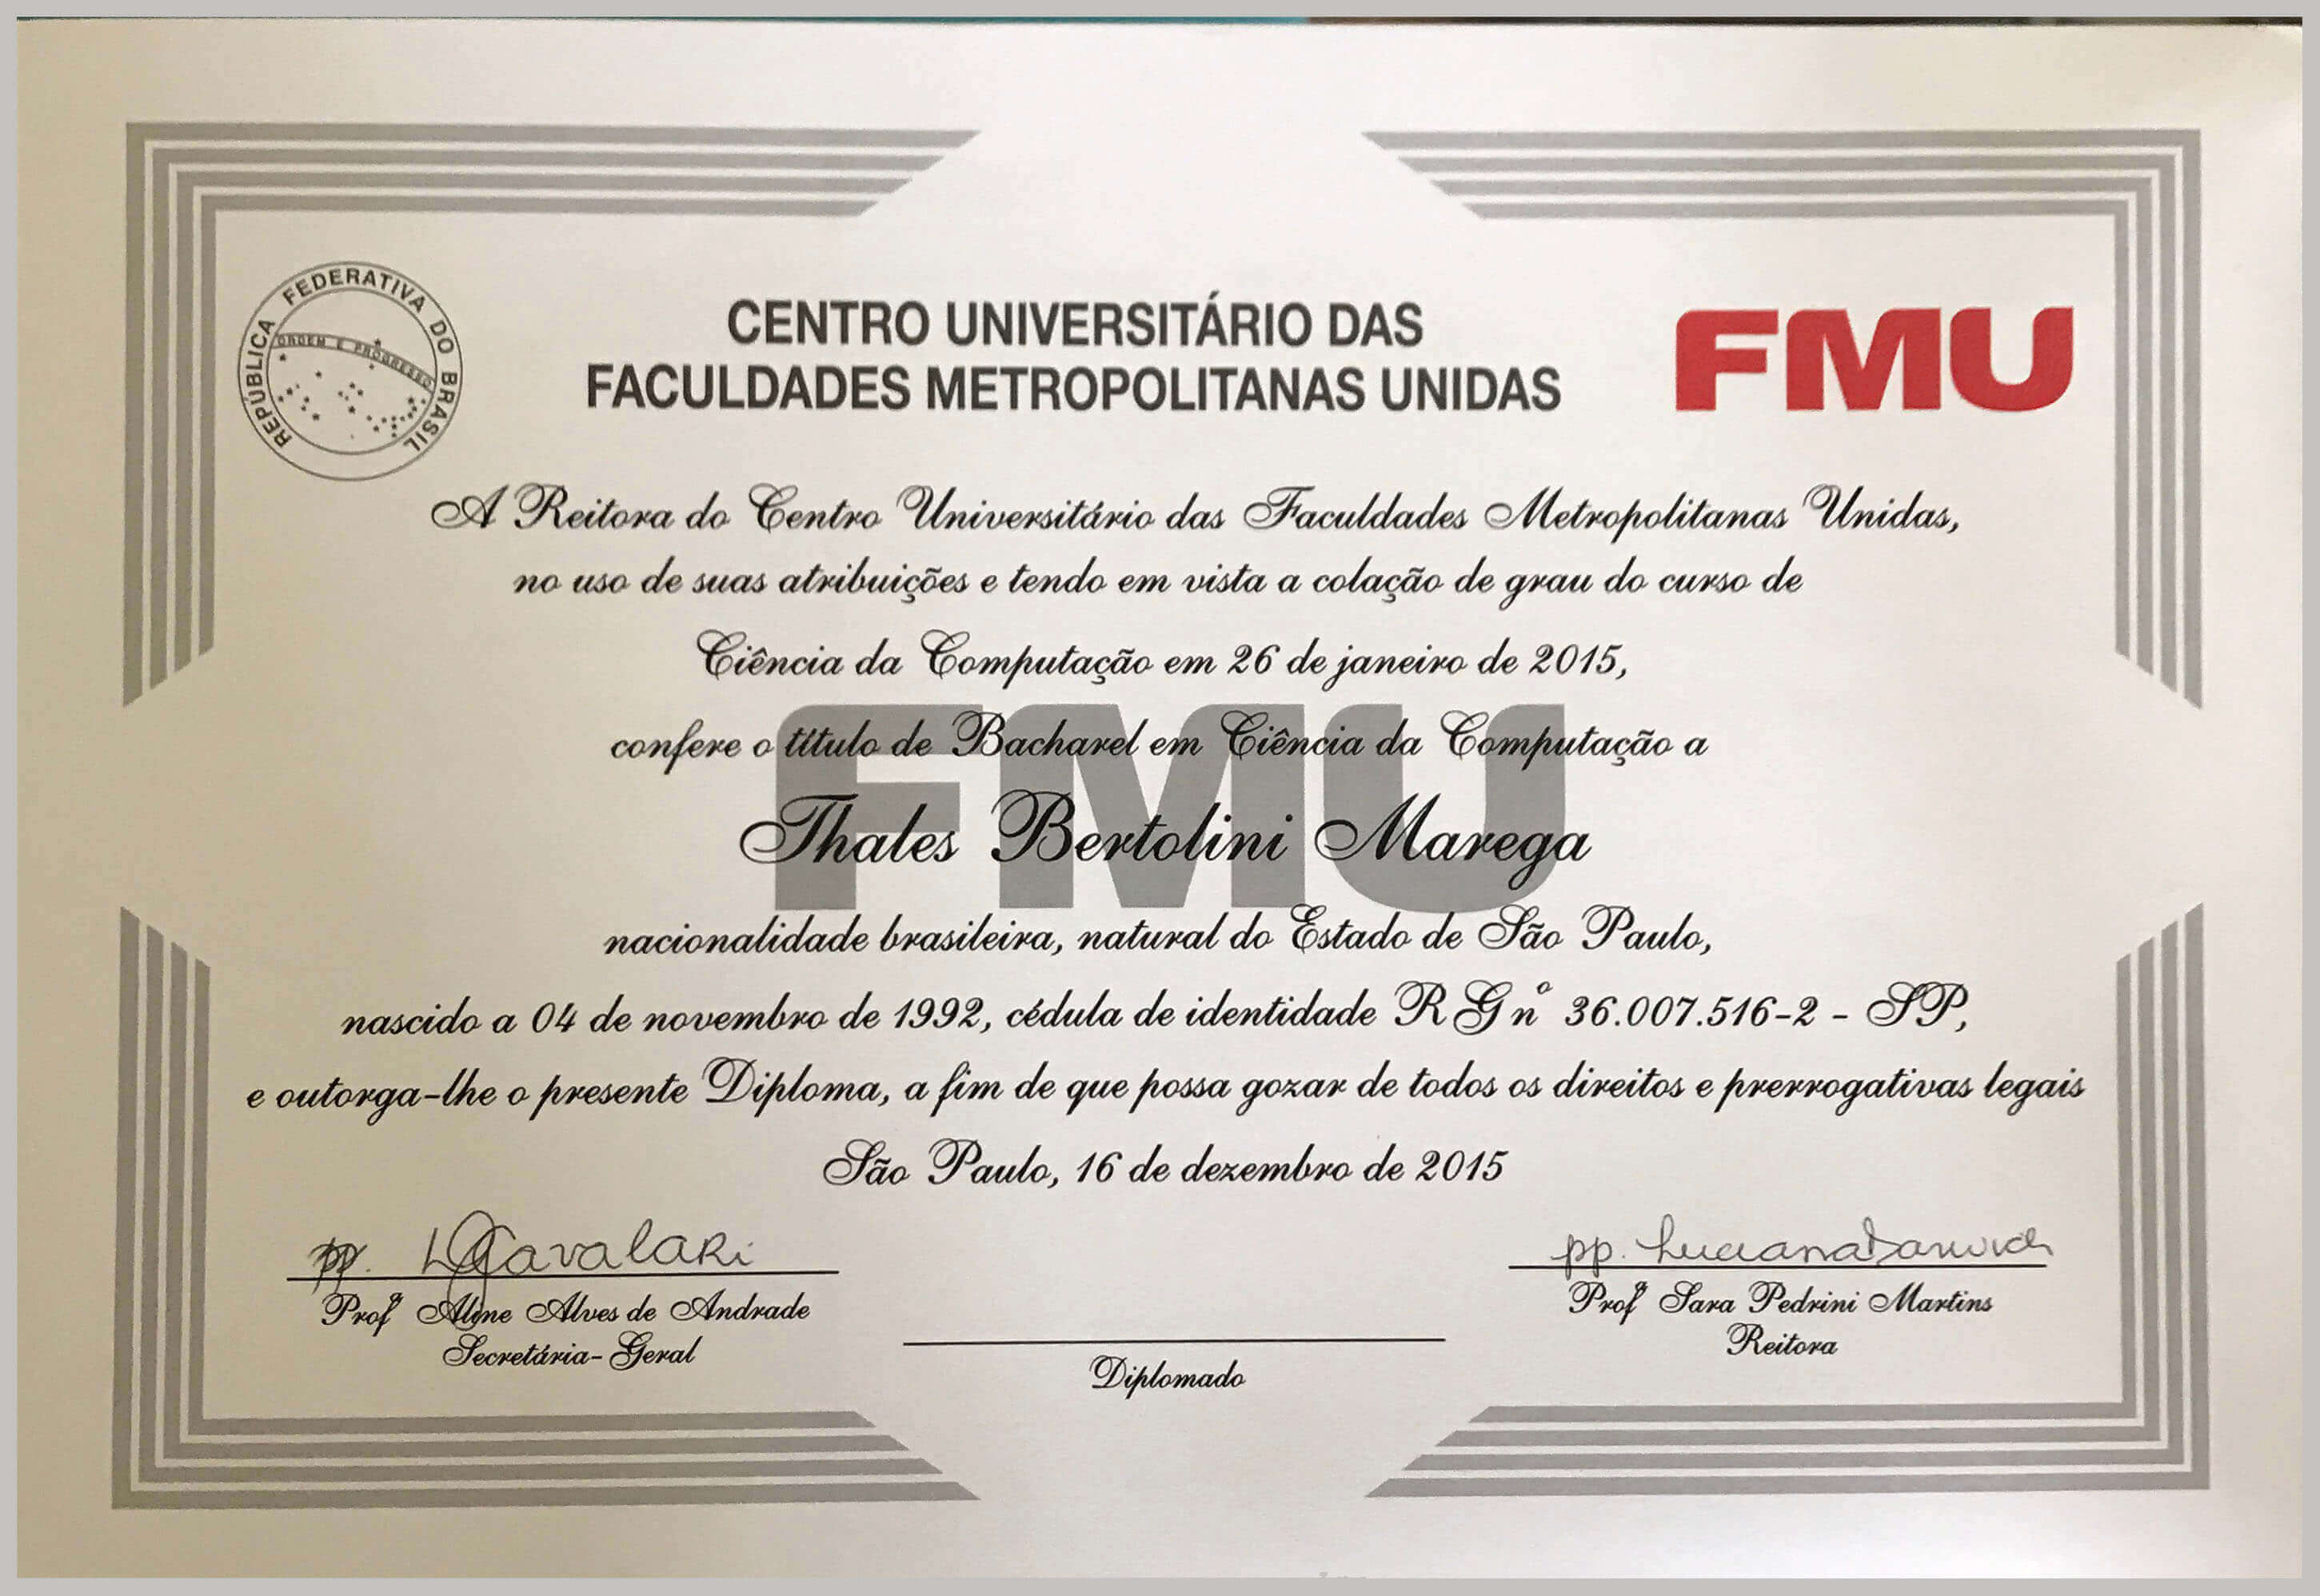 REPÚBLICA FEDERATIVA DO BRASIL
ORDEM E PROGRESSO
CENTRO UNIVERSITÁRIO DAS
FACULDADES METROPOLITANAS UNIDAS
FMU
A Reitora do Centro Universitário das Faculdades Metropolitanas Unidas,
no uso de suas atribuições e tendo em vista a colação de grau do curso de
Ciência da Computação em 26 de janeiro de 2015,
confere o título de Bacharel em Ciência da Computação a
FMU
Thales Bertolini Marega
nacionalidade brasileira, natural do Estado de São Paulo,
nascido a 04 de novembro de 1992, cédula de identidade RG nº 36.007.516-2 - SP,
e outorga-lhe o presente Diploma, a fim de que possa gozar de todos os direitos e prerrogativas legais
São Paulo, 16 de dezembro de 2015
pp. Cavalari
pp. Luciana
Profª Aline Alves de Andrade
Secretária-Geral
Profª Sara Pedrini Martins
Reitora
Diplomado